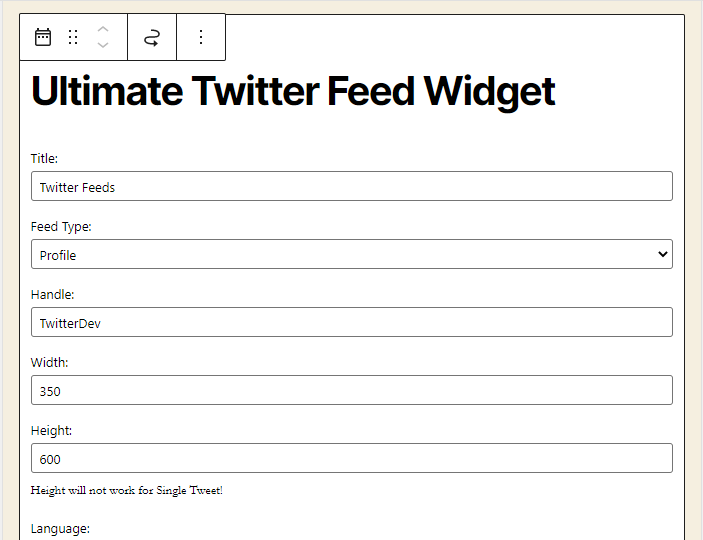 Ultimate Twitter Feed Widget
Title:
Twitter Feeds
Feed Type:
Profile
Handle:
TwitterDev
Width:
350
Height:
600
Height will not work for Single Tweet!
Language: